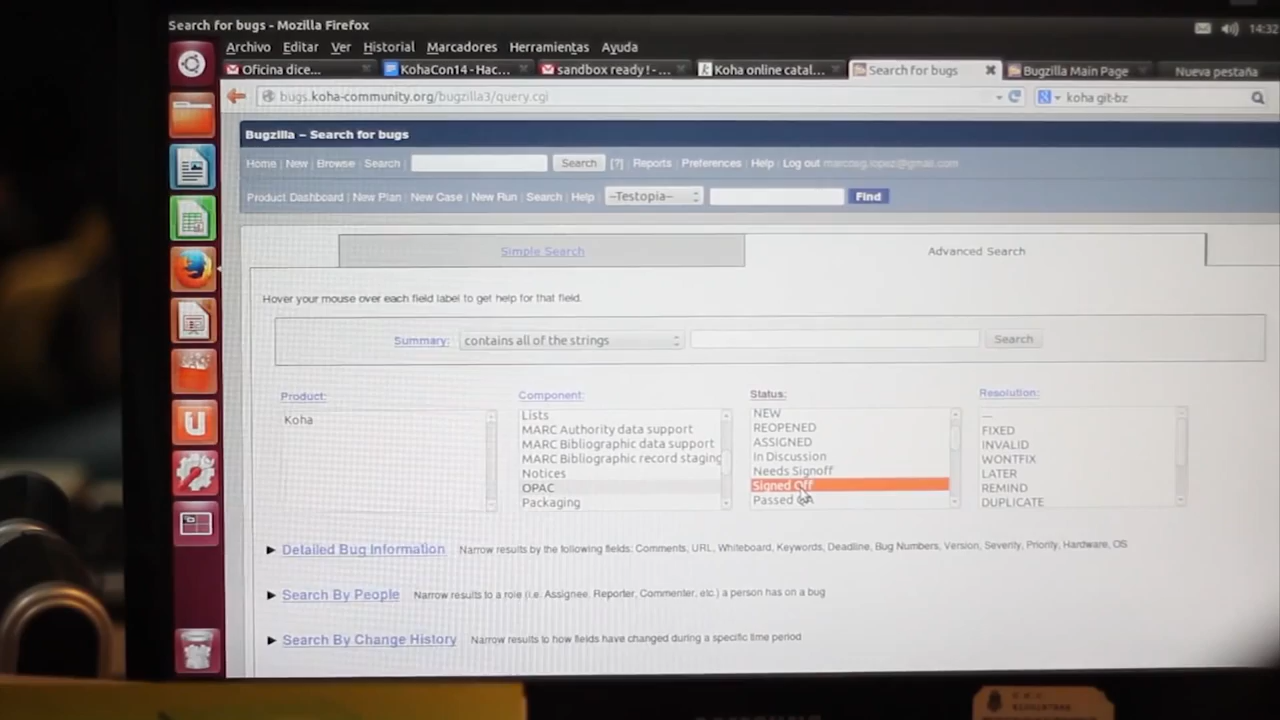 Search for bugs - Mozilla Firefox
14:32
Archivo Editar Ver Historial Marcadores Herramientas Ayuda
Oficina dice... KohaCon14 - Hac... sandbox ready! - ... Koha online catal... Search for bugs Bugzilla Main Page Nueva pestaña
bugs.koha-community.org/bugzilla3/query.cgi koha git-bz
Bugzilla – Search for bugs
Home | New | Browse | Search | Search [?] | Reports | Preferences | Help | Log out
Product Dashboard | New Plan | New Case | New Run | Search | Help | --Testopia-- Find
Simple Search Advanced Search
Hover your mouse over each field label to get help for that field.
Summary: contains all of the strings Search
Product: Component: Status: Resolution:
Koha Lists NEW ---
MARC Authority data support REOPENED FIXED
MARC Bibliographic data support ASSIGNED INVALID
MARC Bibliographic record staging In Discussion WONTFIX
Notices Needs Signoff LATER
OPAC Signed Off REMIND
Packaging Passed QA DUPLICATE
Detailed Bug Information Narrow results by the following fields: Comments, URL, Whiteboard, Keywords, Deadline, Bug Numbers, Version, Severity, Priority, Hardware, OS
Search By People Narrow results to a role (i.e. Assignee, Reporter, Commenter, etc.) a person has on a bug
Search By Change History Narrow results to how fields have changed during a specific time period